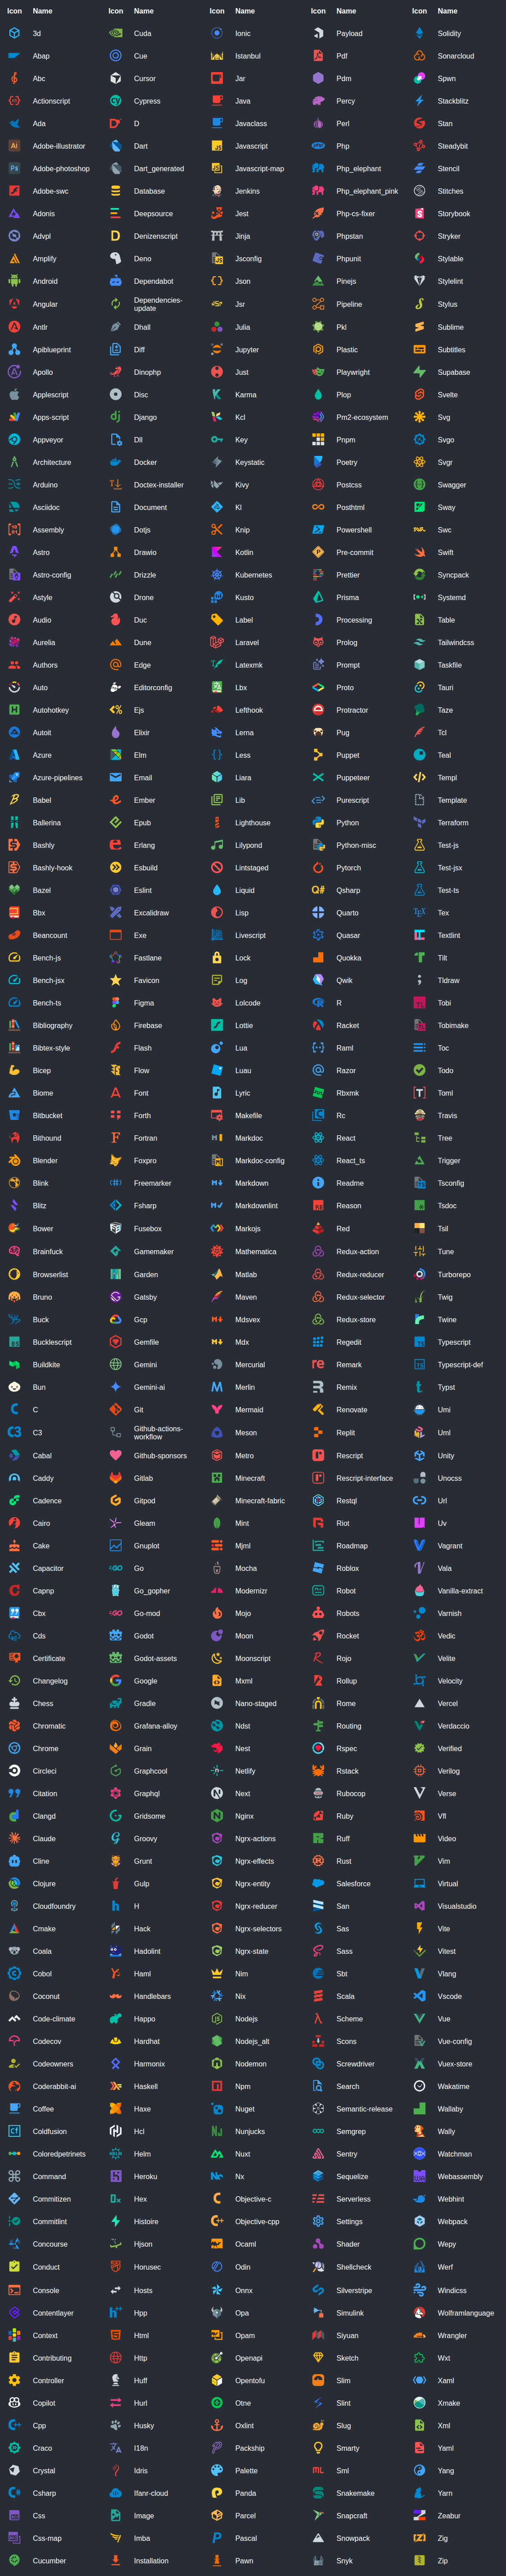 Icon Name
3d
Abap
Abc
Actionscript
Ada
Adobe-illustrator
Adobe-photoshop
Adobe-swc
Adonis
Advpl
Amplify
Android
Angular
Antlr
Apiblueprint
Apollo
Applescript
Apps-script
Appveyor
Architecture
Arduino
Asciidoc
Assembly
Astro
Astro-config
Astyle
Audio
Aurelia
Authors
Auto
Autohotkey
Autoit
Azure
Azure-pipelines
Babel
Ballerina
Bashly
Bashly-hook
Bazel
Bbx
Beancount
Bench-js
Bench-jsx
Bench-ts
Bibliography
Bibtex-style
Bicep
Biome
Bitbucket
Bithound
Blender
Blink
Blitz
Bower
Brainfuck
Browserlist
Bruno
Buck
Bucklescript
Buildkite
Bun
C
C3
Cabal
Caddy
Cadence
Cairo
Cake
Capacitor
Capnp
Cbx
Cds
Certificate
Changelog
Chess
Chromatic
Chrome
Circleci
Citation
Clangd
Claude
Cline
Clojure
Cloudfoundry
Cmake
Coala
Cobol
Coconut
Code-climate
Codecov
Codeowners
Coderabbit-ai
Coffee
Coldfusion
Coloredpetrinets
Command
Commitizen
Commitlint
Concourse
Conduct
Console
Contentlayer
Context
Contributing
Controller
Copilot
Cpp
Craco
Crystal
Csharp
Css
Css-map
Cucumber
Icon Name
Cuda
Cue
Cursor
Cypress
D
Dart
Dart_generated
Database
Deepsource
Denizenscript
Deno
Dependabot
Dependencies-
update
Dhall
Diff
Dinophp
Disc
Django
Dll
Docker
Doctex-installer
Document
Dotjs
Drawio
Drizzle
Drone
Duc
Dune
Edge
Editorconfig
Ejs
Elixir
Elm
Email
Ember
Epub
Erlang
Esbuild
Eslint
Excalidraw
Exe
Fastlane
Favicon
Figma
Firebase
Flash
Flow
Font
Forth
Fortran
Foxpro
Freemarker
Fsharp
Fusebox
Gamemaker
Garden
Gatsby
Gcp
Gemfile
Gemini
Gemini-ai
Git
Github-actions-
workflow
Github-sponsors
Gitlab
Gitpod
Gleam
Gnuplot
Go
Go_gopher
Go-mod
Godot
Godot-assets
Google
Gradle
Grafana-alloy
Grain
Graphcool
Graphql
Gridsome
Groovy
Grunt
Gulp
H
Hack
Hadolint
Haml
Handlebars
Happo
Hardhat
Harmonix
Haskell
Haxe
Hcl
Helm
Heroku
Hex
Histoire
Hjson
Horusec
Hosts
Hpp
Html
Http
Huff
Hurl
Husky
I18n
Idris
Ifanr-cloud
Image
Imba
Installation
Icon Name
Ionic
Istanbul
Jar
Java
Javaclass
Javascript
Javascript-map
Jenkins
Jest
Jinja
Jsconfig
Json
Jsr
Julia
Jupyter
Just
Karma
Kcl
Key
Keystatic
Kivy
Kl
Knip
Kotlin
Kubernetes
Kusto
Label
Laravel
Latexmk
Lbx
Lefthook
Lerna
Less
Liara
Lib
Lighthouse
Lilypond
Lintstaged
Liquid
Lisp
Livescript
Lock
Log
Lolcode
Lottie
Lua
Luau
Lyric
Makefile
Markdoc
Markdoc-config
Markdown
Markdownlint
Markojs
Mathematica
Matlab
Maven
Mdsvex
Mdx
Mercurial
Merlin
Mermaid
Meson
Metro
Minecraft
Minecraft-fabric
Mint
Mjml
Mocha
Modernizr
Mojo
Moon
Moonscript
Mxml
Nano-staged
Ndst
Nest
Netlify
Next
Nginx
Ngrx-actions
Ngrx-effects
Ngrx-entity
Ngrx-reducer
Ngrx-selectors
Ngrx-state
Nim
Nix
Nodejs
Nodejs_alt
Nodemon
Npm
Nuget
Nunjucks
Nuxt
Nx
Objective-c
Objective-cpp
Ocaml
Odin
Onnx
Opa
Opam
Openapi
Opentofu
Otne
Oxlint
Packship
Palette
Panda
Parcel
Pascal
Pawn
Icon Name
Payload
Pdf
Pdm
Percy
Perl
Php
Php_elephant
Php_elephant_pink
Php-cs-fixer
Phpstan
Phpunit
Pinejs
Pipeline
Pkl
Plastic
Playwright
Plop
Pm2-ecosystem
Pnpm
Poetry
Postcss
Posthtml
Powershell
Pre-commit
Prettier
Prisma
Processing
Prolog
Prompt
Proto
Protractor
Pug
Puppet
Puppeteer
Purescript
Python
Python-misc
Pytorch
Qsharp
Quarto
Quasar
Quokka
Qwik
R
Racket
Raml
Razor
Rbxmk
Rc
React
React_ts
Readme
Reason
Red
Redux-action
Redux-reducer
Redux-selector
Redux-store
Regedit
Remark
Remix
Renovate
Replit
Rescript
Rescript-interface
Restql
Riot
Roadmap
Roblox
Robot
Robots
Rocket
Rojo
Rollup
Rome
Routing
Rspec
Rstack
Rubocop
Ruby
Ruff
Rust
Salesforce
San
Sas
Sass
Sbt
Scala
Scheme
Scons
Screwdriver
Search
Semantic-release
Semgrep
Sentry
Sequelize
Serverless
Settings
Shader
Shellcheck
Silverstripe
Simulink
Siyuan
Sketch
Slim
Slint
Slug
Smarty
Sml
Snakemake
Snapcraft
Snowpack
Snyk
Icon Name
Solidity
Sonarcloud
Spwn
Stackblitz
Stan
Steadybit
Stencil
Stitches
Storybook
Stryker
Stylable
Stylelint
Stylus
Sublime
Subtitles
Supabase
Svelte
Svg
Svgo
Svgr
Swagger
Sway
Swc
Swift
Syncpack
Systemd
Table
Tailwindcss
Taskfile
Tauri
Taze
Tcl
Teal
Templ
Template
Terraform
Test-js
Test-jsx
Test-ts
Tex
Textlint
Tilt
Tldraw
Tobi
Tobimake
Toc
Todo
Toml
Travis
Tree
Trigger
Tsconfig
Tsdoc
Tsil
Tune
Turborepo
Twig
Twine
Typescript
Typescript-def
Typst
Umi
Uml
Unity
Unocss
Url
Uv
Vagrant
Vala
Vanilla-extract
Varnish
Vedic
Velite
Velocity
Vercel
Verdaccio
Verified
Verilog
Verse
Vfl
Video
Vim
Virtual
Visualstudio
Vite
Vitest
Vlang
Vscode
Vue
Vue-config
Vuex-store
Wakatime
Wallaby
Wally
Watchman
Webassembly
Webhint
Webpack
Wepy
Werf
Windicss
Wolframlanguage
Wrangler
Wxt
Xaml
Xmake
Xml
Yaml
Yang
Yarn
Zeabur
Zig
Zip